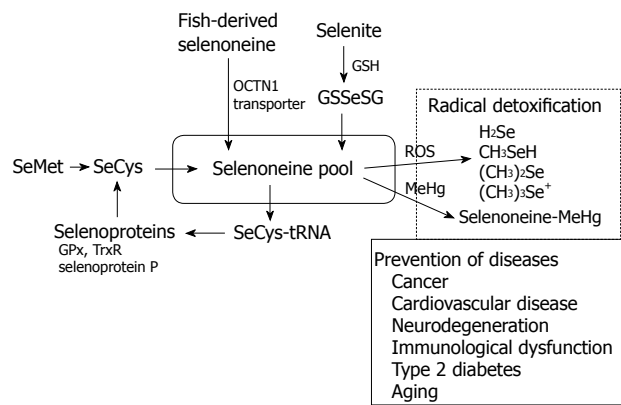 Fish-derived
selenoneine
Selenite
GSH
OCTN1
transporter
GSSeSG
Radical detoxification
H2Se
CH3SeH
(CH3)2Se
(CH3)3Se+
ROS
SeMet
SeCys
Selenoneine pool
MeHg
Selenoneine-MeHg
Selenoproteins
GPx, TrxR
selenoprotein P
SeCys-tRNA
Prevention of diseases
Cancer
Cardiovascular disease
Neurodegeneration
Immunological dysfunction
Type 2 diabetes
Aging